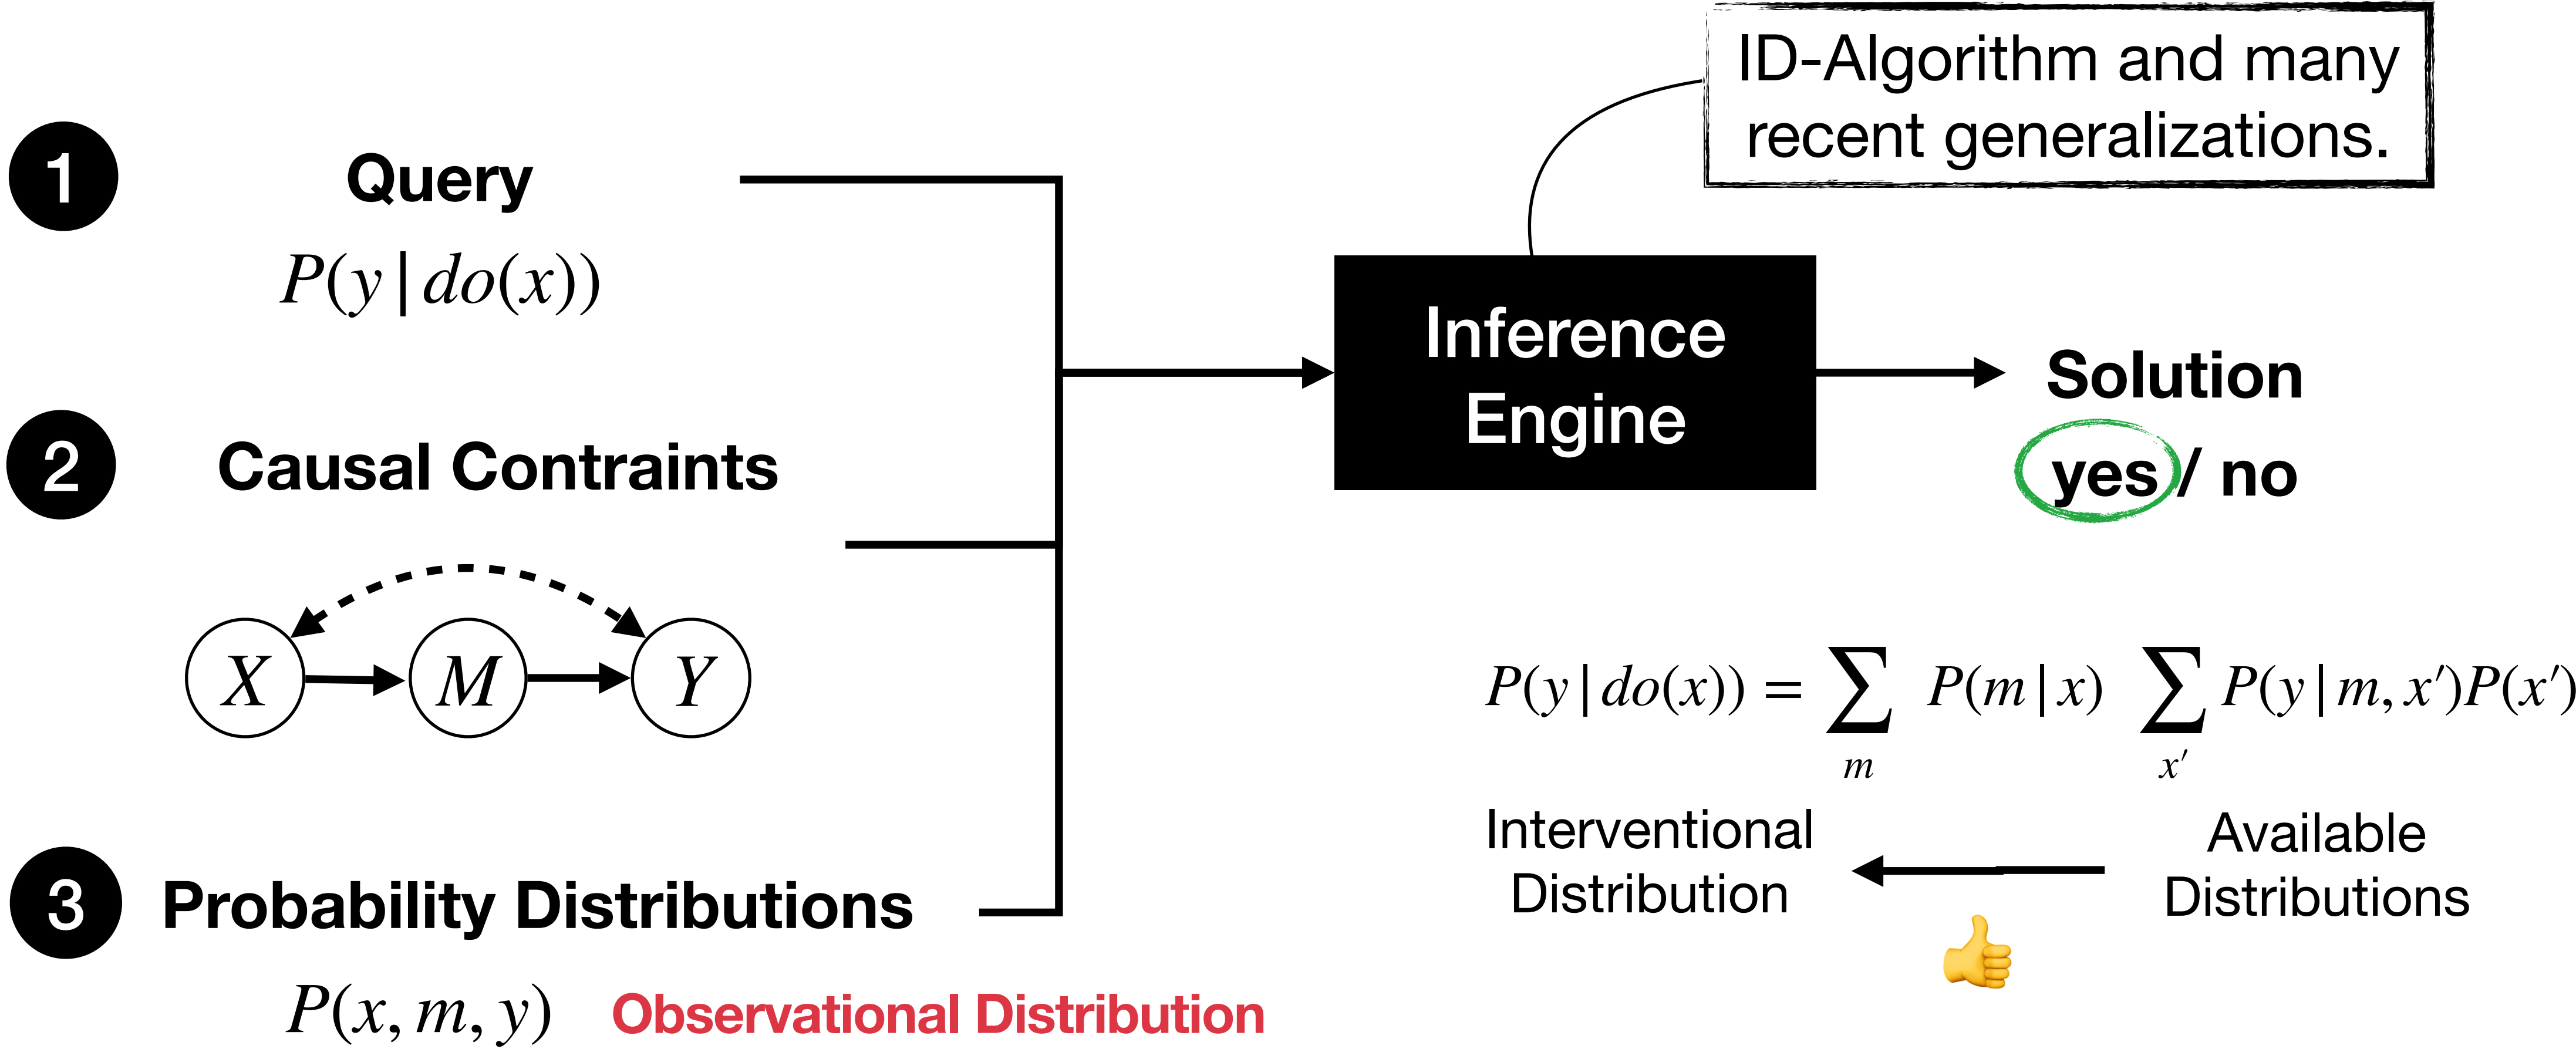 ID-Algorithm and many
recent generalizations.
1 Query
P(y | do(x))
Inference
Engine
Solution
yes / no
2 Causal Contraints
X M Y
P(y | do(x)) = ∑ₘ P(m | x) ∑ₓ′ P(y | m, x′)P(x′)
Interventional
Distribution
Available
Distributions
3 Probability Distributions
P(x, m, y) Observational Distribution